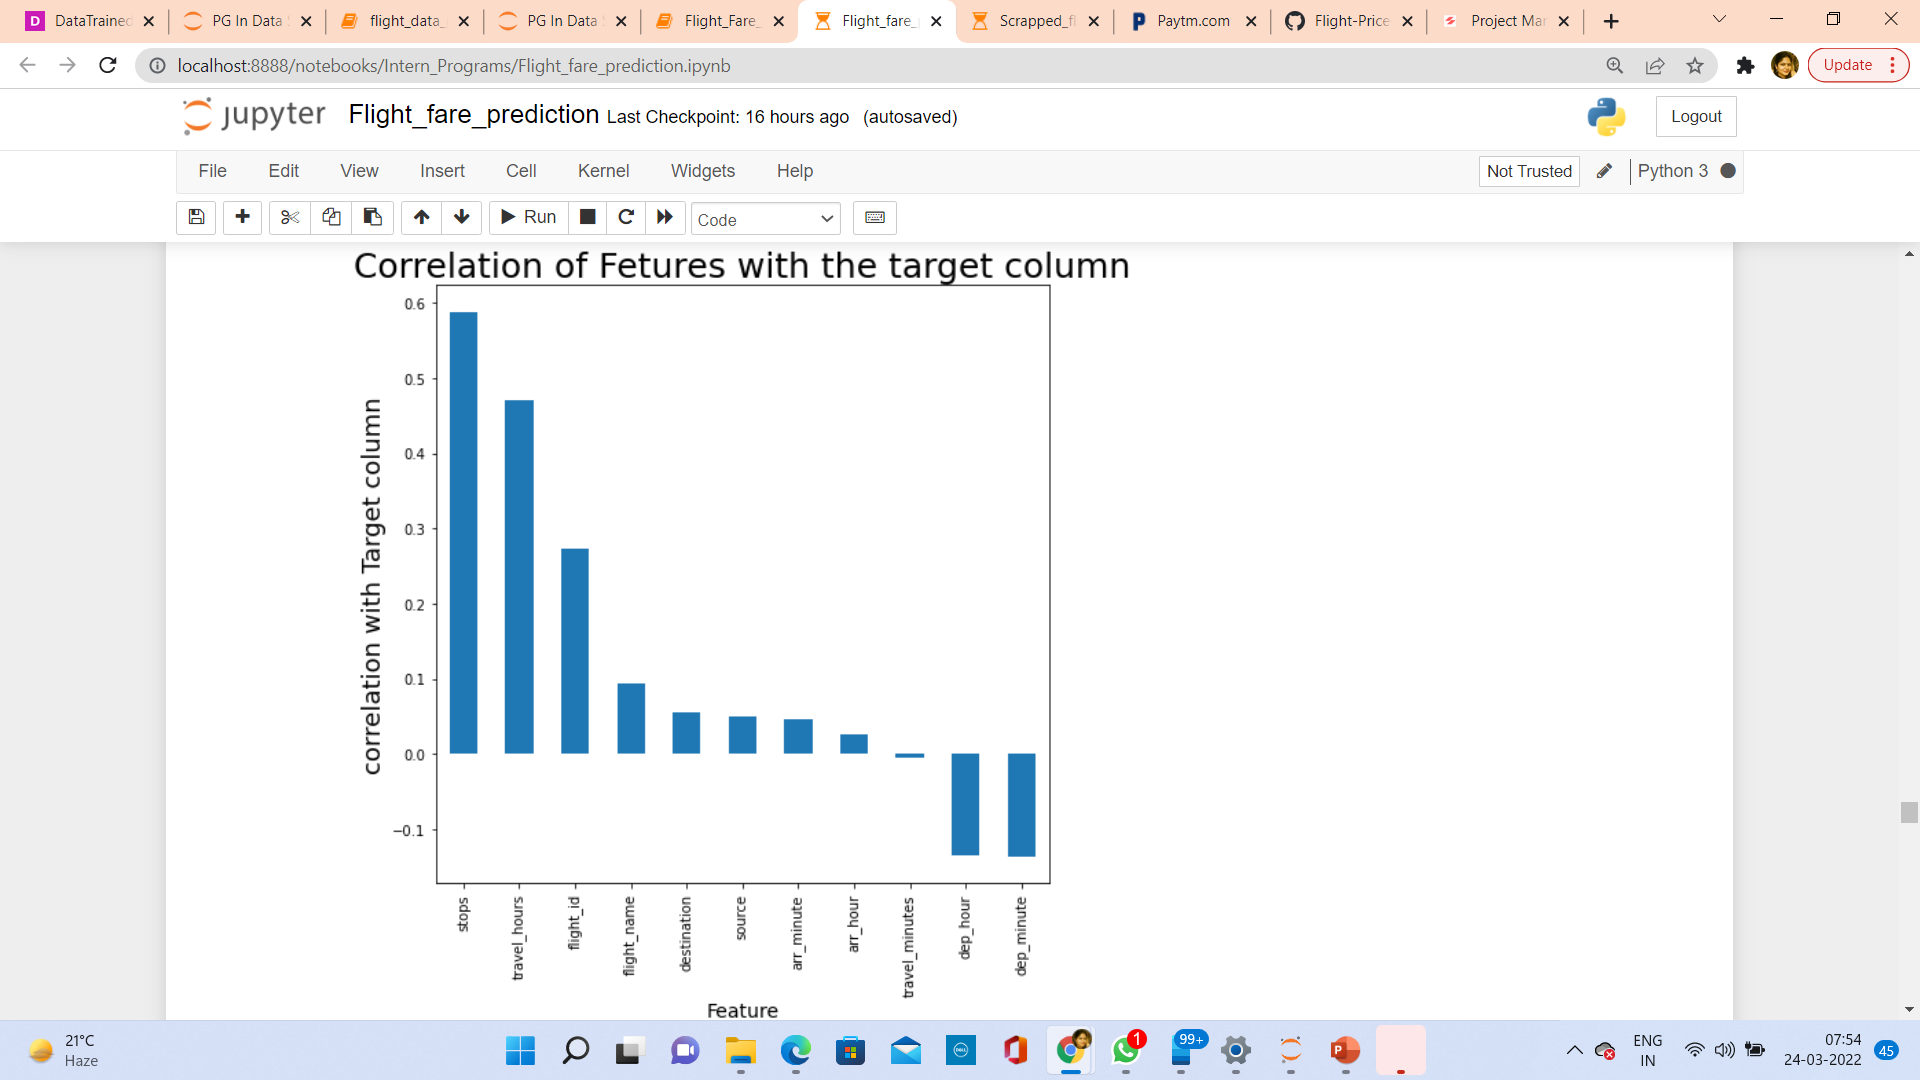 DataTrained
PG In Data
flight_data_
PG In Data
Flight_Fare_
Flight_fare_
Scrapped_fl
Paytm.com
Flight-Price
Project Mar
localhost:8888/notebooks/Intern_Programs/Flight_fare_prediction.ipynb
Update
jupyter Flight_fare_prediction Last Checkpoint: 16 hours ago (autosaved)
Logout
File Edit View Insert Cell Kernel Widgets Help
Not Trusted
Python 3
Run
Code
Correlation of Fetures with the target column
correlation with Target column
0.6
0.5
0.4
0.3
0.2
0.1
0.0
−0.1
stops
travel_hours
flight_id
flight_name
destination
source
arr_minute
arr_hour
travel_minutes
dep_hour
dep_minute
Feature
21°C
Haze
1
99+
ENG
IN
07:54
24-03-2022
45